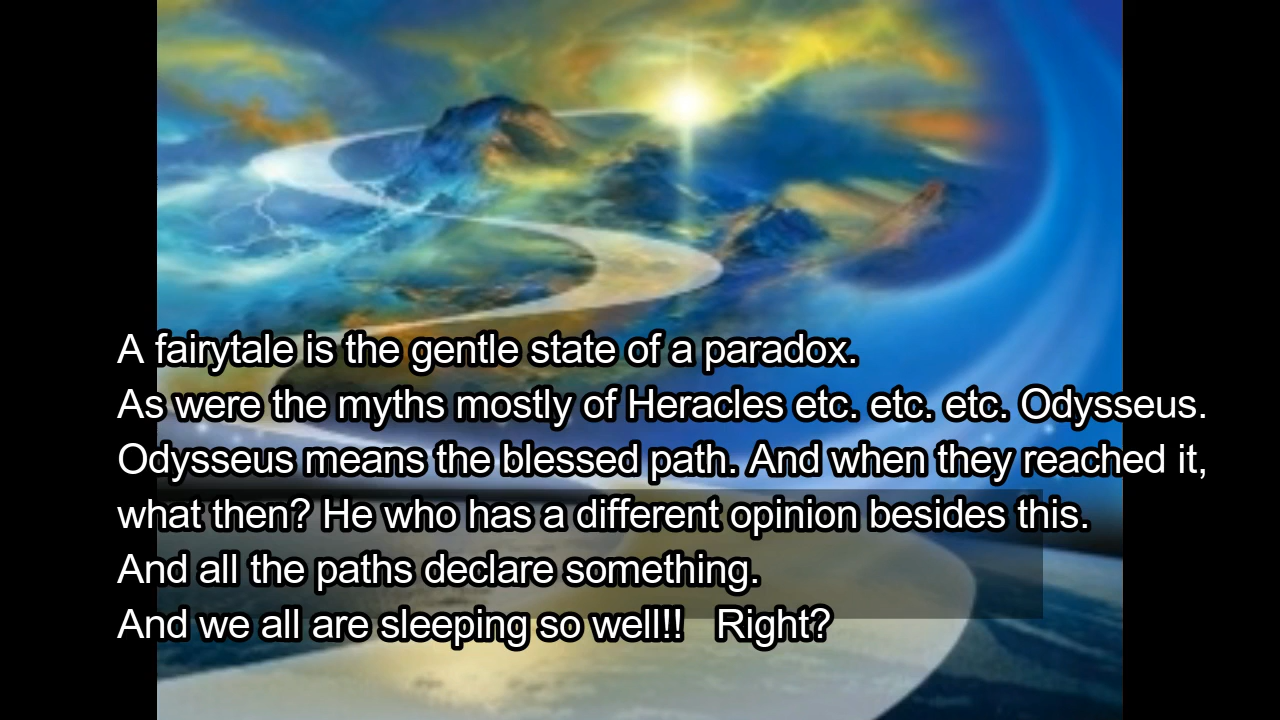 A fairytale is the gentle state of a paradox.
As were the myths mostly of Heracles etc. etc. etc. Odysseus.
Odysseus means the blessed path. And when they reached it,
what then? He who has a different opinion besides this.
And all the paths declare something.
And we all are sleeping so well!!   Right?